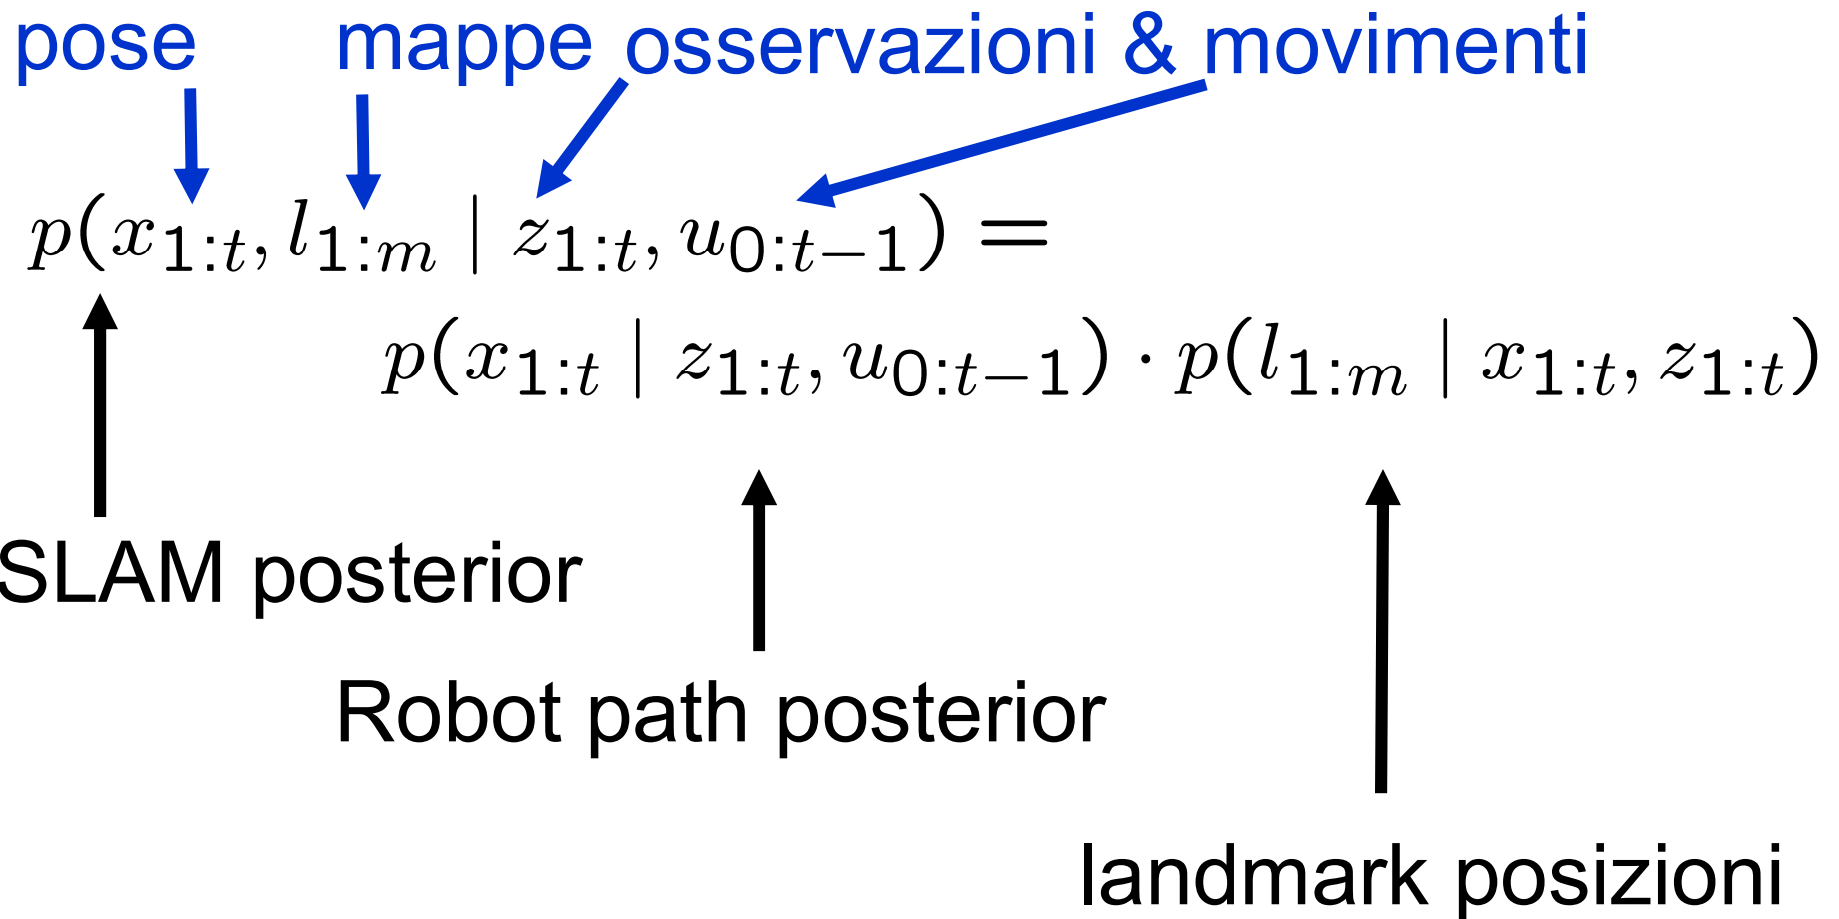 pose mappe osservazioni & movimenti
p(x_{1:t}, l_{1:m} | z_{1:t}, u_{0:t−1}) =
p(x_{1:t} | z_{1:t}, u_{0:t−1}) · p(l_{1:m} | x_{1:t}, z_{1:t})
SLAM posterior
Robot path posterior
landmark posizioni